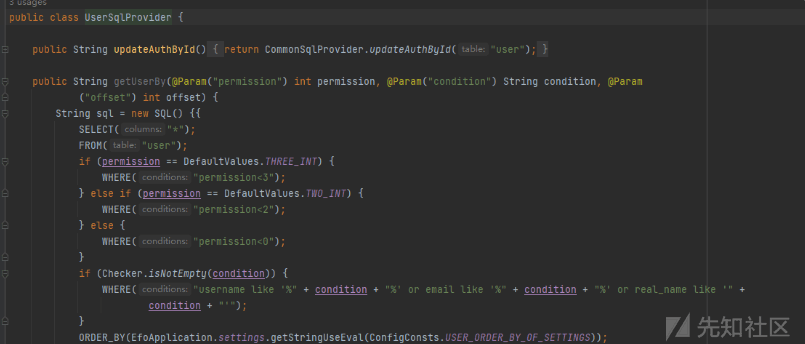 3 usages
public class UserSqlProvider {
public String updateAuthById() { return CommonSqlProvider.updateAuthById( table: "user"); }
public String getUserBy(@Param("permission") int permission, @Param("condition") String condition, @Param
("offset") int offset) {
String sql = new SQL() {{
SELECT( columns: "*");
FROM( table: "user");
if (permission == DefaultValues.THREE_INT) {
WHERE( conditions: "permission<3");
} else if (permission == DefaultValues.TWO_INT) {
WHERE( conditions: "permission<2");
} else {
WHERE( conditions: "permission<0");
}
if (Checker.isNotEmpty(condition)) {
WHERE( conditions: "username like '%" + condition + "%' or email like '%" + condition + "%' or real_name like '" +
condition + "'");
}
ORDER_BY(EfoApplication.settings.getStringUseEval(ConfigConsts.USER_ORDER_BY_OF_SETTINGS));
先知社区